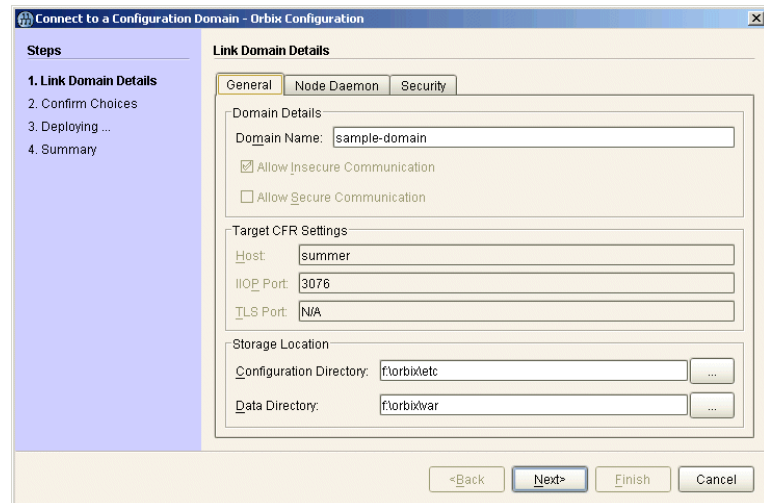 Connect to a Configuration Domain - Orbix Configuration
Steps
1. Link Domain Details
2. Confirm Choices
3. Deploying ...
4. Summary
Link Domain Details
General Node Daemon Security
Domain Details
Domain Name: sample-domain
Allow Insecure Communication
Allow Secure Communication
Target CFR Settings
Host: summer
IIOP Port: 3076
TLS Port: N/A
Storage Location
Configuration Directory: f:\orbix\etc ...
Data Directory: f:\orbix\var ...
<Back Next> Finish Cancel